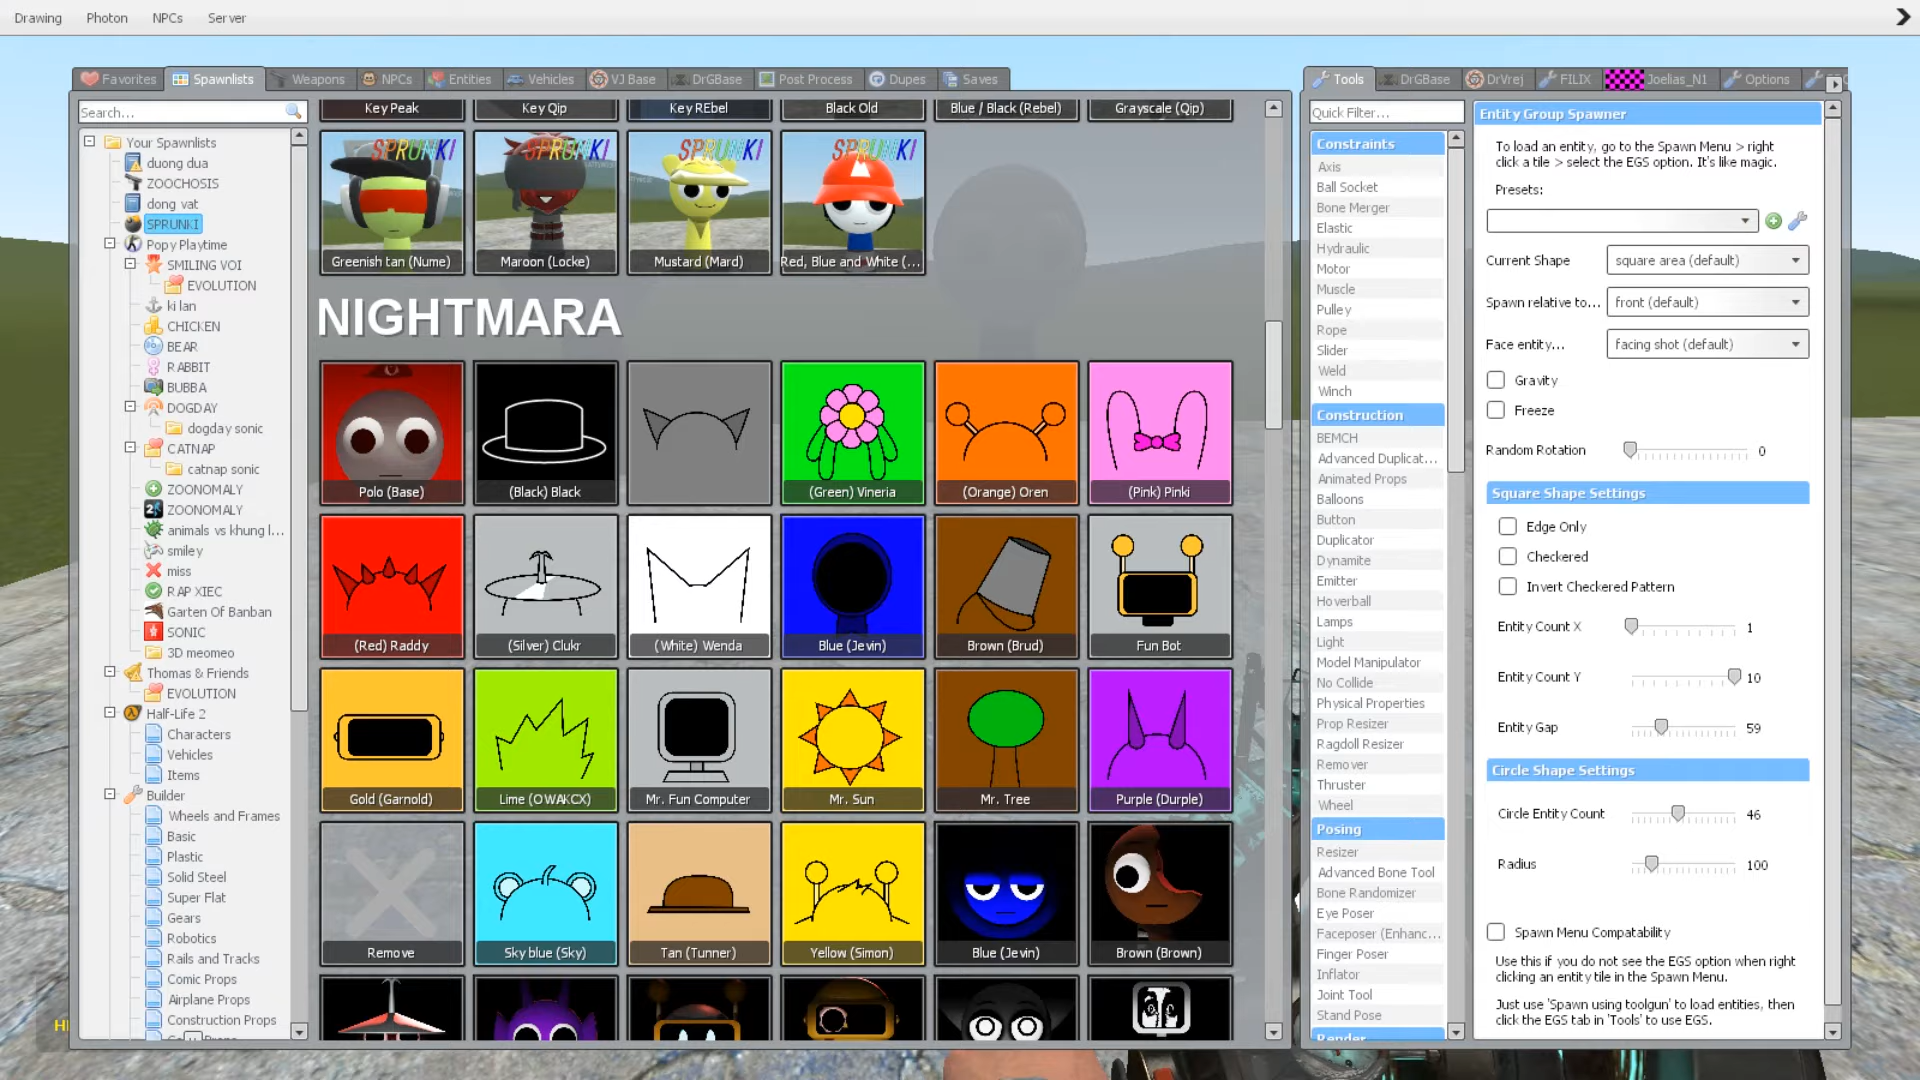 Drawing Photon NPCs Server
Favorites Spawnlists Weapons NPCs Entities Vehicles VJ Base DrGBase Post Process Dupes Saves
Search...
Your Spawnlists
duong dua
ZOOCHOSIS
dong vat
SPRUNKI
Popy Playtime
SMILING VOI
EVOLUTION
ki lan
CHICKEN
BEAR
RABBIT
BUBBA
DOGDAY
dogday sonic
CATNAP
catnap sonic
ZOONOMALY
ZOONOMALY
animals vs khung l...
smiley
miss
RAP XIEC
Garten Of Banban
SONIC
3D meomeo
Thomas & Friends
EVOLUTION
Half-Life 2
Characters
Vehicles
Items
Builder
Wheels and Frames
Basic
Plastic
Solid Steel
Super Flat
Gears
Robotics
Rails and Tracks
Comic Props
Airplane Props
Construction Props
Key Peak Key Qip Key REbel Black Old Blue / Black (Rebel) Grayscale (Qip)
SPRUNKI SPRUNKI SPRUNKI SPRUNKI
Greenish tan (Nume) Maroon (Locke) Mustard (Mard) Red, Blue and White (...
NIGHTMARA
Polo (Base) (Black) Black (Green) Vineria (Orange) Oren (Pink) Pinki
(Red) Raddy (Silver) Clukr (White) Wenda Blue (Jevin) Brown (Brud) Fun Bot
Gold (Garnold) Lime (OWAKCX) Mr. Fun Computer Mr. Sun Mr. Tree Purple (Durple)
Remove Sky blue (Sky) Tan (Tunner) Yellow (Simon) Blue (Jevin) Brown (Brown)
Tools DrGBase DrVrej FILIX Joelias_N1 Options
Quick Filter...
Constraints
Axis
Ball Socket
Bone Merger
Elastic
Hydraulic
Motor
Muscle
Pulley
Rope
Slider
Weld
Winch
Construction
BEMCH
Advanced Duplicat...
Animated Props
Balloons
Button
Duplicator
Dynamite
Emitter
Hoverball
Lamps
Light
Model Manipulator
No Collide
Physical Properties
Prop Resizer
Ragdoll Resizer
Remover
Thruster
Wheel
Posing
Resizer
Advanced Bone Tool
Bone Randomizer
Eye Poser
Faceposer (Enhanc...
Finger Poser
Inflator
Joint Tool
Stand Pose
Render
Entity Group Spawner
To load an entity, go to the Spawn Menu > right
click a tile > select the EGS option. It's like magic.
Presets:
Current Shape square area (default)
Spawn relative to... front (default)
Face entity... facing shot (default)
Gravity
Freeze
Random Rotation 0
Square Shape Settings
Edge Only
Checkered
Invert Checkered Pattern
Entity Count X 1
Entity Count Y 10
Entity Gap 59
Circle Shape Settings
Circle Entity Count 46
Radius 100
Spawn Menu Compatability
Use this if you do not see the EGS option when right
clicking an entity tile in the Spawn Menu.
Just use 'Spawn using toolgun' to load entities, then
click the EGS tab in 'Tools' to use EGS.